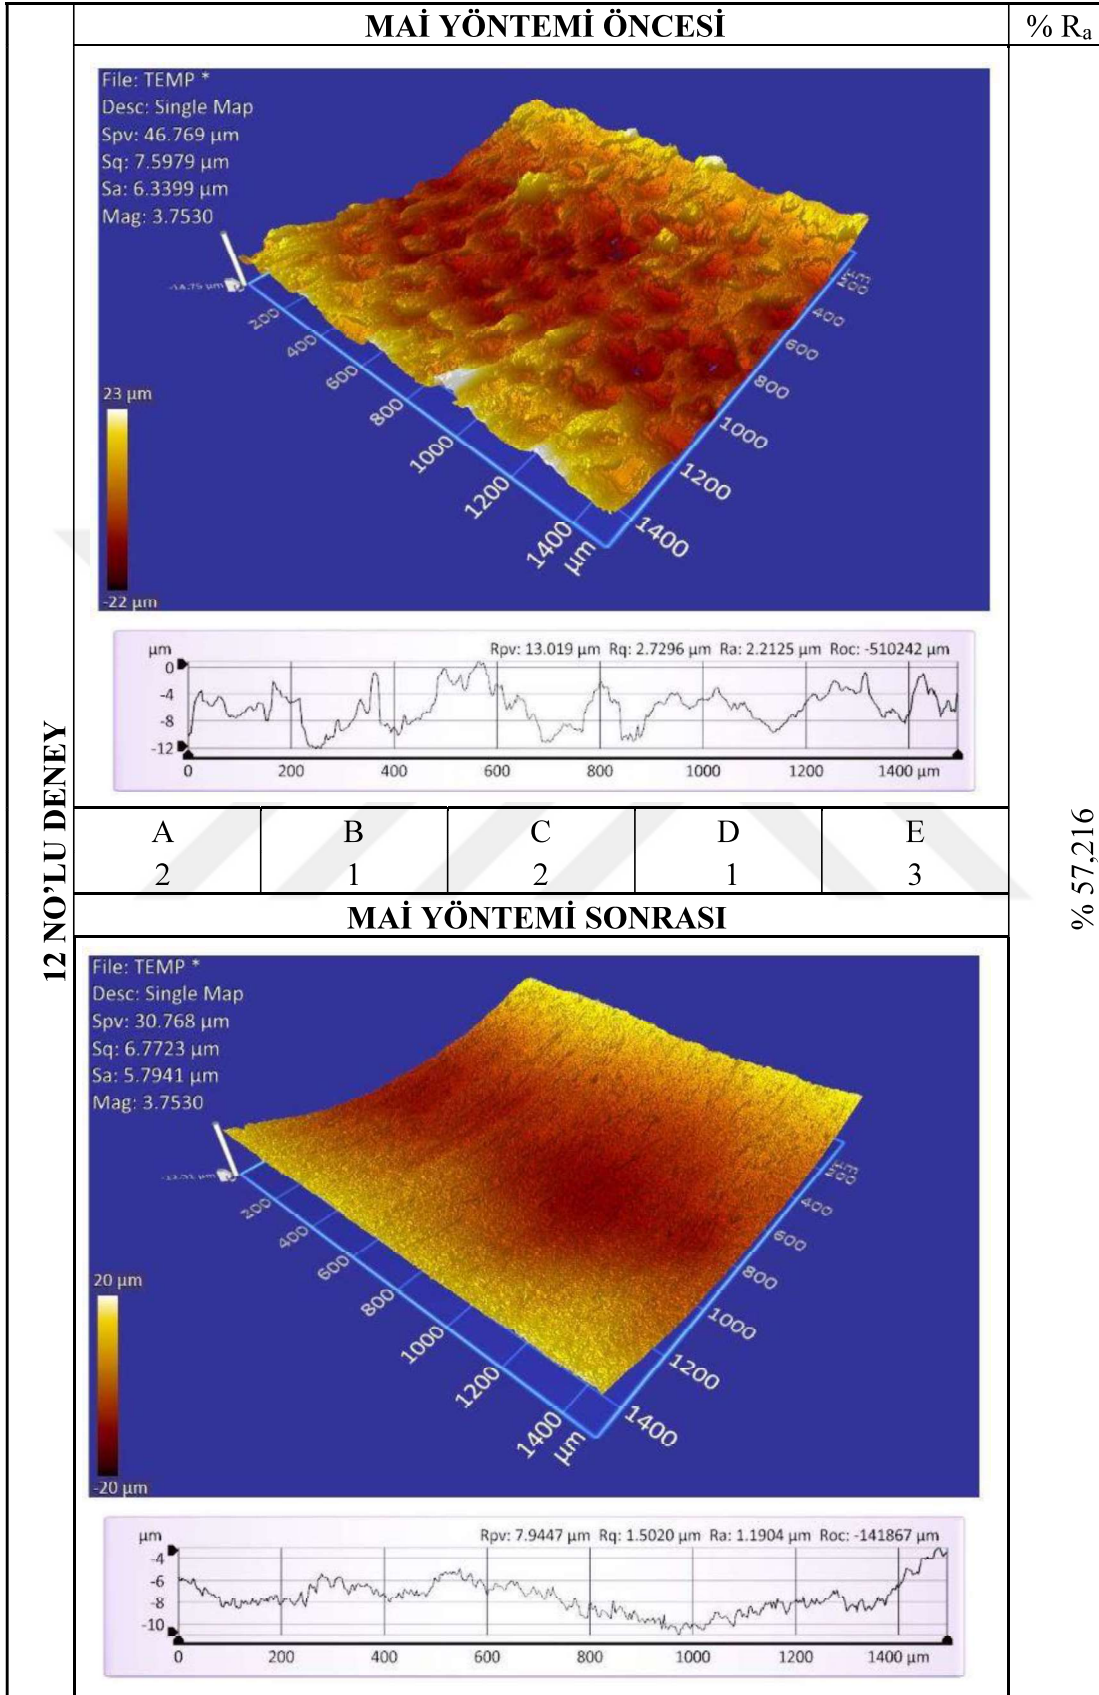 MAİ YÖNTEMİ ÖNCESİ
% Ra
File: TEMP *
Desc: Single Map
Spv: 46.769 µm
Sq: 7.5979 µm
Sa: 6.3399 µm
Mag: 3.7530
-14.75 µm
200
400
600
800
1000
1200
1400
µm
µm
200
400
600
800
1000
1200
1400
23 µm
-22 µm
µm
Rpv: 13.019 µm Rq: 2.7296 µm Ra: 2.2125 µm Roc: -510242 µm
0
-4
-8
-12
0 200 400 600 800 1000 1200 1400 µm
12 NO’LU DENEY
A B C D E
2 1 2 1 3
% 57,216
MAİ YÖNTEMİ SONRASI
File: TEMP *
Desc: Single Map
Spv: 30.768 µm
Sq: 6.7723 µm
Sa: 5.7941 µm
Mag: 3.7530
200
400
600
800
1000
1200
1400
µm
µm
200
400
600
800
1000
1200
1400
20 µm
-20 µm
µm
Rpv: 7.9447 µm Rq: 1.5020 µm Ra: 1.1904 µm Roc: -141867 µm
-4
-6
-8
-10
0 200 400 600 800 1000 1200 1400 µm